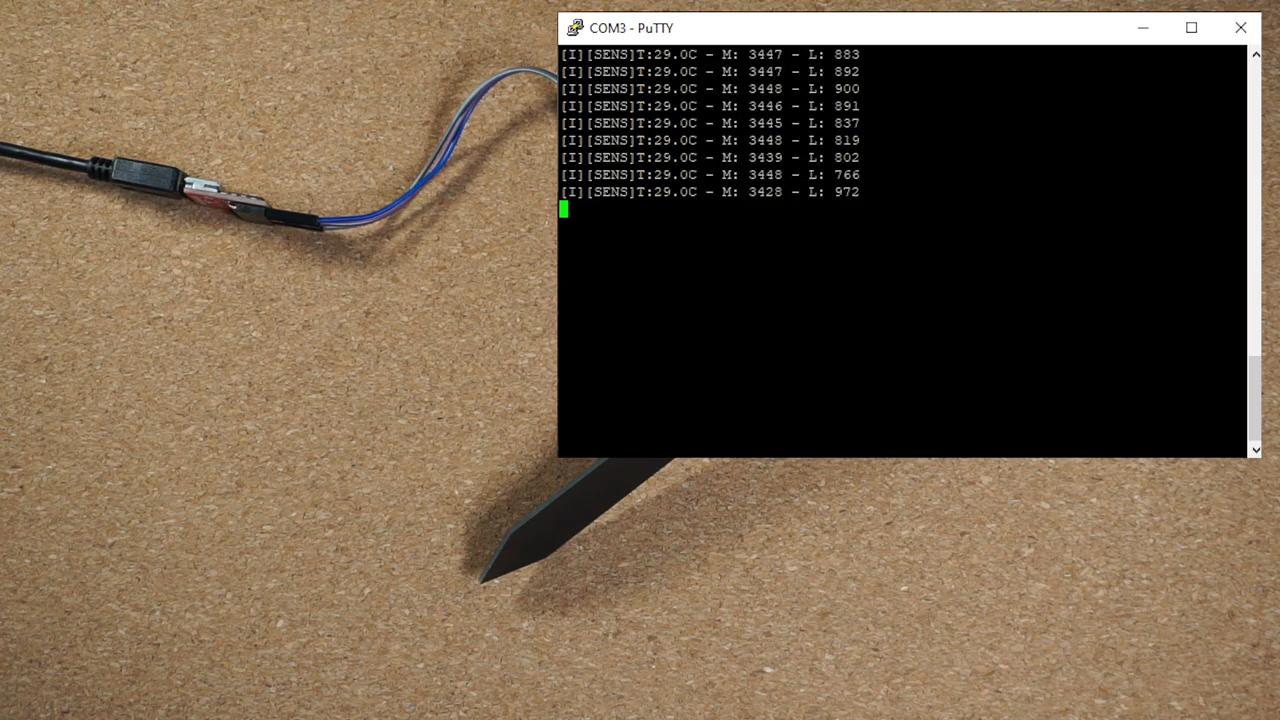 COM3 - PuTTY
[I][SENS]T:29.0C - M: 3447 - L: 883
[I][SENS]T:29.0C - M: 3447 - L: 892
[I][SENS]T:29.0C - M: 3448 - L: 900
[I][SENS]T:29.0C - M: 3446 - L: 891
[I][SENS]T:29.0C - M: 3445 - L: 837
[I][SENS]T:29.0C - M: 3448 - L: 819
[I][SENS]T:29.0C - M: 3439 - L: 802
[I][SENS]T:29.0C - M: 3448 - L: 766
[I][SENS]T:29.0C - M: 3428 - L: 972